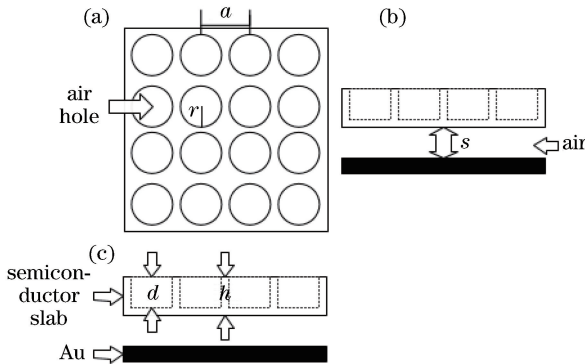 (a)
a
(b)
air
hole
r
s
air
(c)
semicon-
ductor
slab
d
h
Au